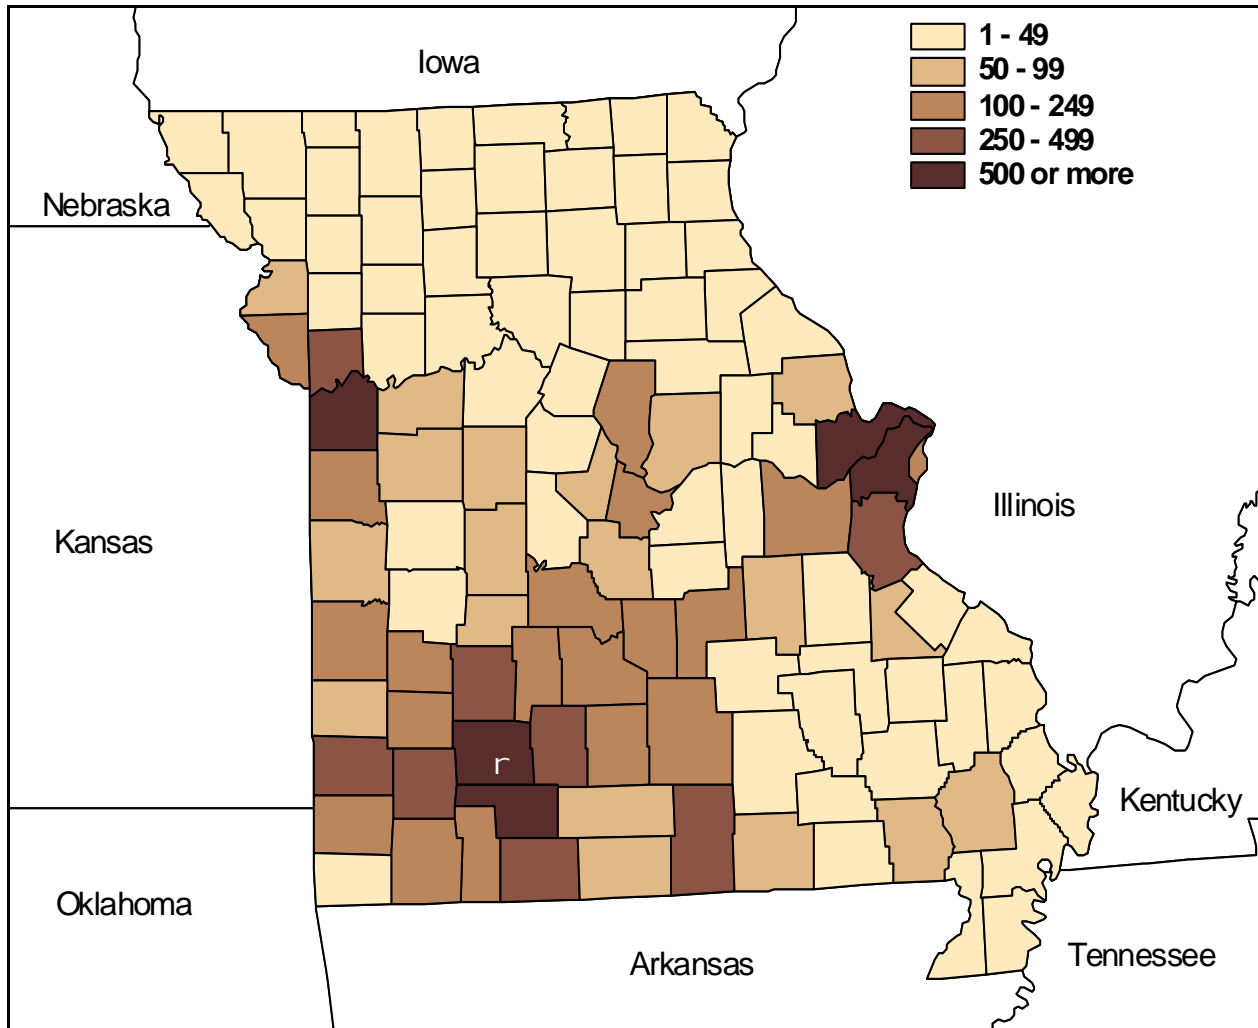 Iowa
1 - 49
50 - 99
100 - 249
250 - 499
500 or more
Nebraska
Kansas
Illinois
r
Kentucky
Oklahoma
Arkansas
Tennessee